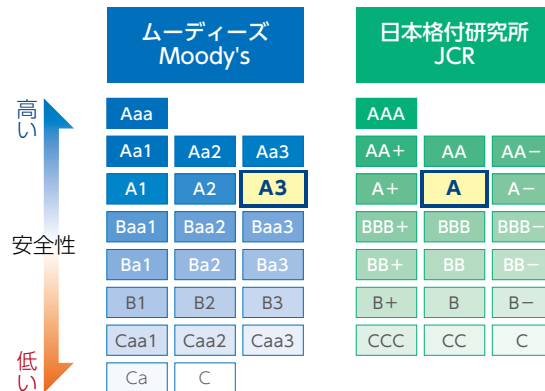 ムーディーズ
Moody's
日本格付研究所
JCR
高い
安全性
低い
Aaa
Aa1 Aa2 Aa3
A1 A2 A3
Baa1 Baa2 Baa3
Ba1 Ba2 Ba3
B1 B2 B3
Caa1 Caa2 Caa3
Ca C
AAA
AA+ AA AA−
A+ A A−
BBB+ BBB BBB−
BB+ BB BB−
B+ B B−
CCC CC C